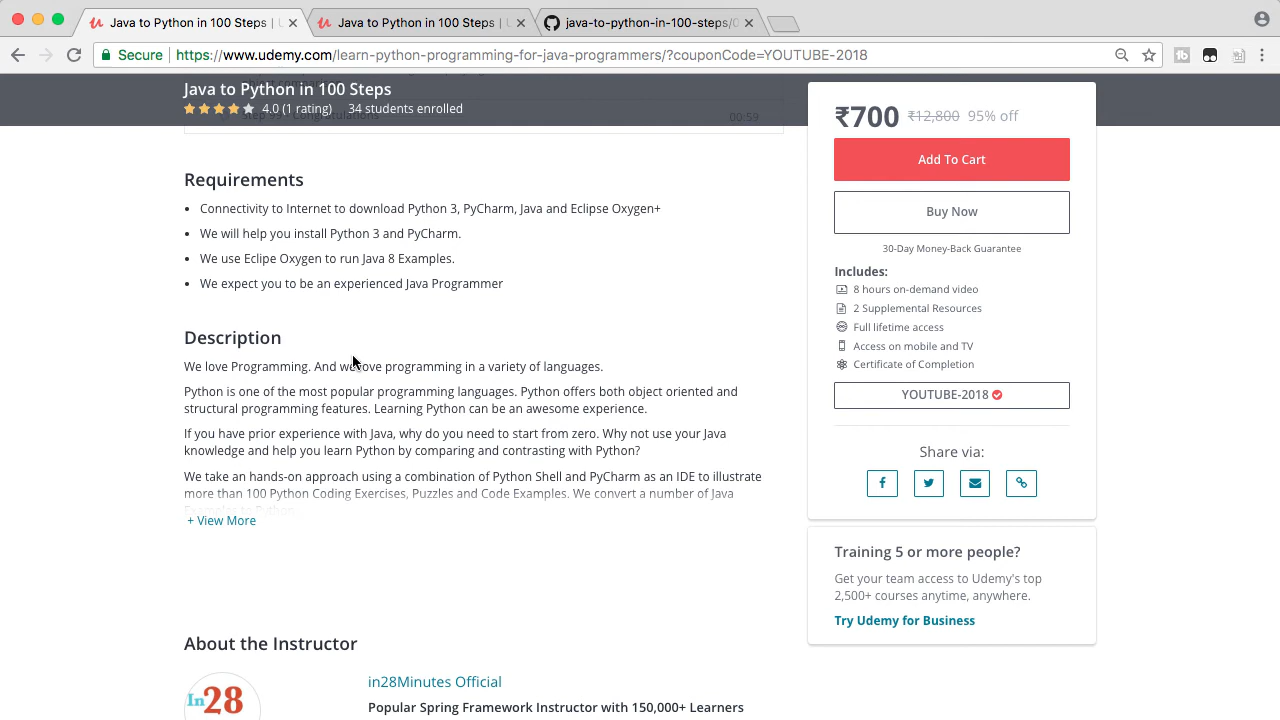 Java to Python in 100 Steps | U
Java to Python in 100 Steps | U
java-to-python-in-100-steps/0
Secure
https://www.udemy.com/learn-python-programming-for-java-programmers/?couponCode=YOUTUBE-2018
Java to Python in 100 Steps
4.0 (1 rating) 34 students enrolled
Step 99 - Congratulations 00:59
Requirements
Connectivity to Internet to download Python 3, PyCharm, Java and Eclipse Oxygen+
We will help you install Python 3 and PyCharm.
We use Eclipe Oxygen to run Java 8 Examples.
We expect you to be an experienced Java Programmer
Description
We love Programming. And we love programming in a variety of languages.
Python is one of the most popular programming languages. Python offers both object oriented and
structural programming features. Learning Python can be an awesome experience.
If you have prior experience with Java, why do you need to start from zero. Why not use your Java
knowledge and help you learn Python by comparing and contrasting with Python?
We take an hands-on approach using a combination of Python Shell and PyCharm as an IDE to illustrate
more than 100 Python Coding Exercises, Puzzles and Code Examples. We convert a number of Java
Examples to Python.
+ View More
About the Instructor
In28
in28Minutes Official
Popular Spring Framework Instructor with 150,000+ Learners
₹700 ₹12,800 95% off
Add To Cart
Buy Now
30-Day Money-Back Guarantee
Includes:
8 hours on-demand video
2 Supplemental Resources
Full lifetime access
Access on mobile and TV
Certificate of Completion
YOUTUBE-2018
Share via:
Training 5 or more people?
Get your team access to Udemy's top
2,500+ courses anytime, anywhere.
Try Udemy for Business